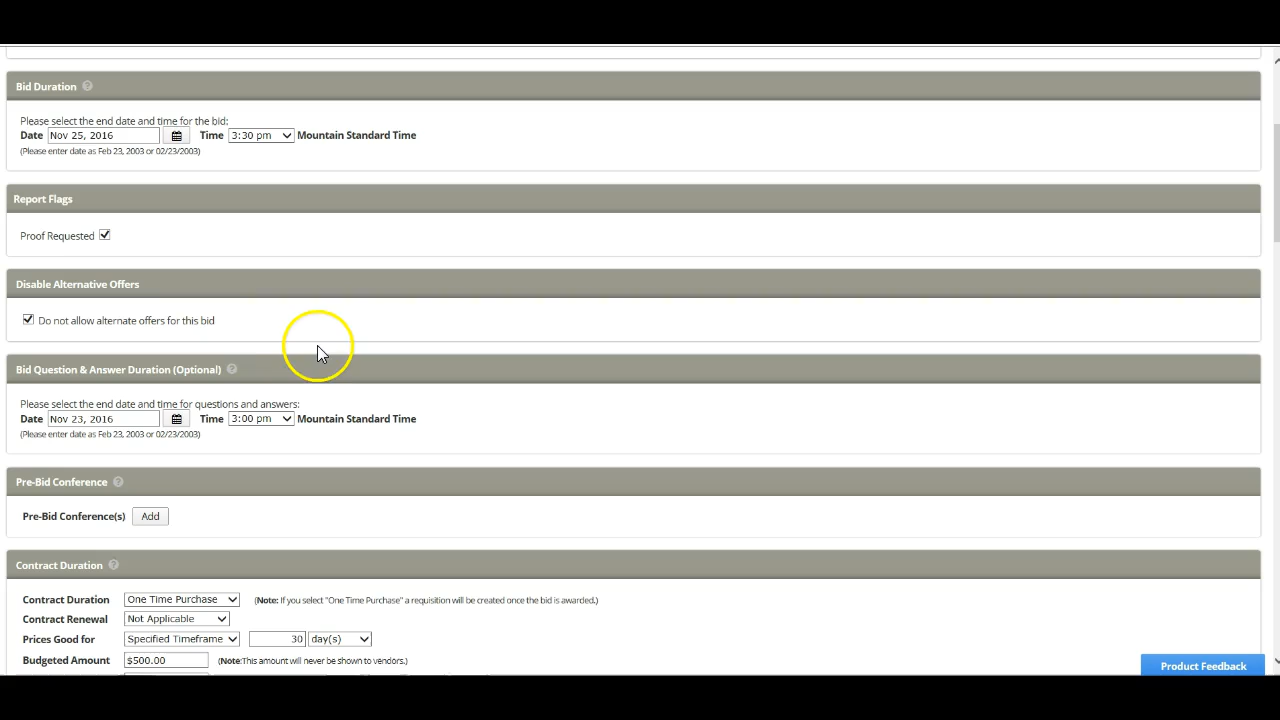 Bid Duration
Please select the end date and time for the bid:
Date Nov 25, 2016 Time 3:30 pm Mountain Standard Time
(Please enter date as Feb 23, 2003 or 02/23/2003)
Report Flags
Proof Requested
Disable Alternative Offers
Do not allow alternate offers for this bid
Bid Question & Answer Duration (Optional)
Please select the end date and time for questions and answers:
Date Nov 23, 2016 Time 3:00 pm Mountain Standard Time
(Please enter date as Feb 23, 2003 or 02/23/2003)
Pre-Bid Conference
Pre-Bid Conference(s) Add
Contract Duration
Contract Duration One Time Purchase (Note: If you select "One Time Purchase" a requisition will be created once the bid is awarded.)
Contract Renewal Not Applicable
Prices Good for Specified Timeframe 30 day(s)
Budgeted Amount $500.00 (Note:This amount will never be shown to vendors.)
Product Feedback